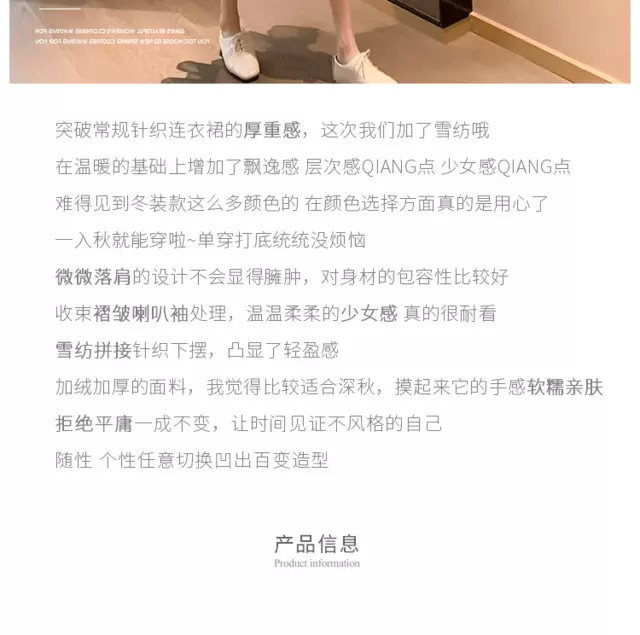 突破常规针织连衣裙的厚重感，这次我们加了雪纺哦
在温暖的基础上增加了飘逸感 层次感QIANG点 少女感QIANG点
难得见到冬装款这么多颜色的 在颜色选择方面真的是用心了
一入秋就能穿啦~单穿打底统统没烦恼
微微落肩的设计不会显得臃肿，对身材的包容性比较好
收束褶皱喇叭袖处理，温温柔柔的少女感 真的很耐看
雪纺拼接针织下摆，凸显了轻盈感
加绒加厚的面料，我觉得比较适合深秋，摸起来它的手感软糯亲肤
拒绝平庸一成不变，让时间见证不风格的自己
随性 个性任意切换凹出百变造型
产品信息
Product information